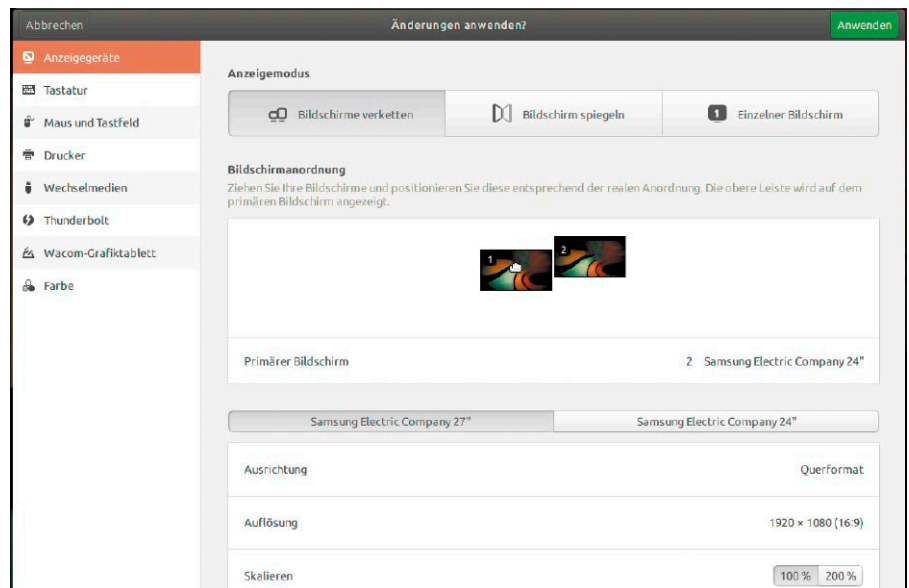 Abbrechen
Änderungen anwenden?
Anwenden
Anzeigegeräte
Tastatur
Maus und Tastfeld
Drucker
Wechselmedien
Thunderbolt
Wacom-Grafiktablett
Farbe
Anzeigemodus
Bildschirme verketten
Bildschirm spiegeln
1 Einzelner Bildschirm
Bildschirmanordnung
Ziehen Sie Ihre Bildschirme und positionieren Sie diese entsprechend der realen Anordnung. Die obere Leiste wird auf dem
primären Bildschirm angezeigt.
1
2
Primärer Bildschirm
2 Samsung Electric Company 24"
Samsung Electric Company 27"
Samsung Electric Company 24"
Ausrichtung
Querformat
Auflösung
1920 × 1080 (16:9)
Skalieren
100 % 200 %